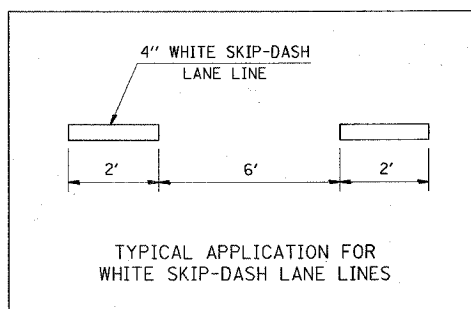 4" WHITE SKIP-DASH
LANE LINE
2' 6' 2'
TYPICAL APPLICATION FOR
WHITE SKIP-DASH LANE LINES